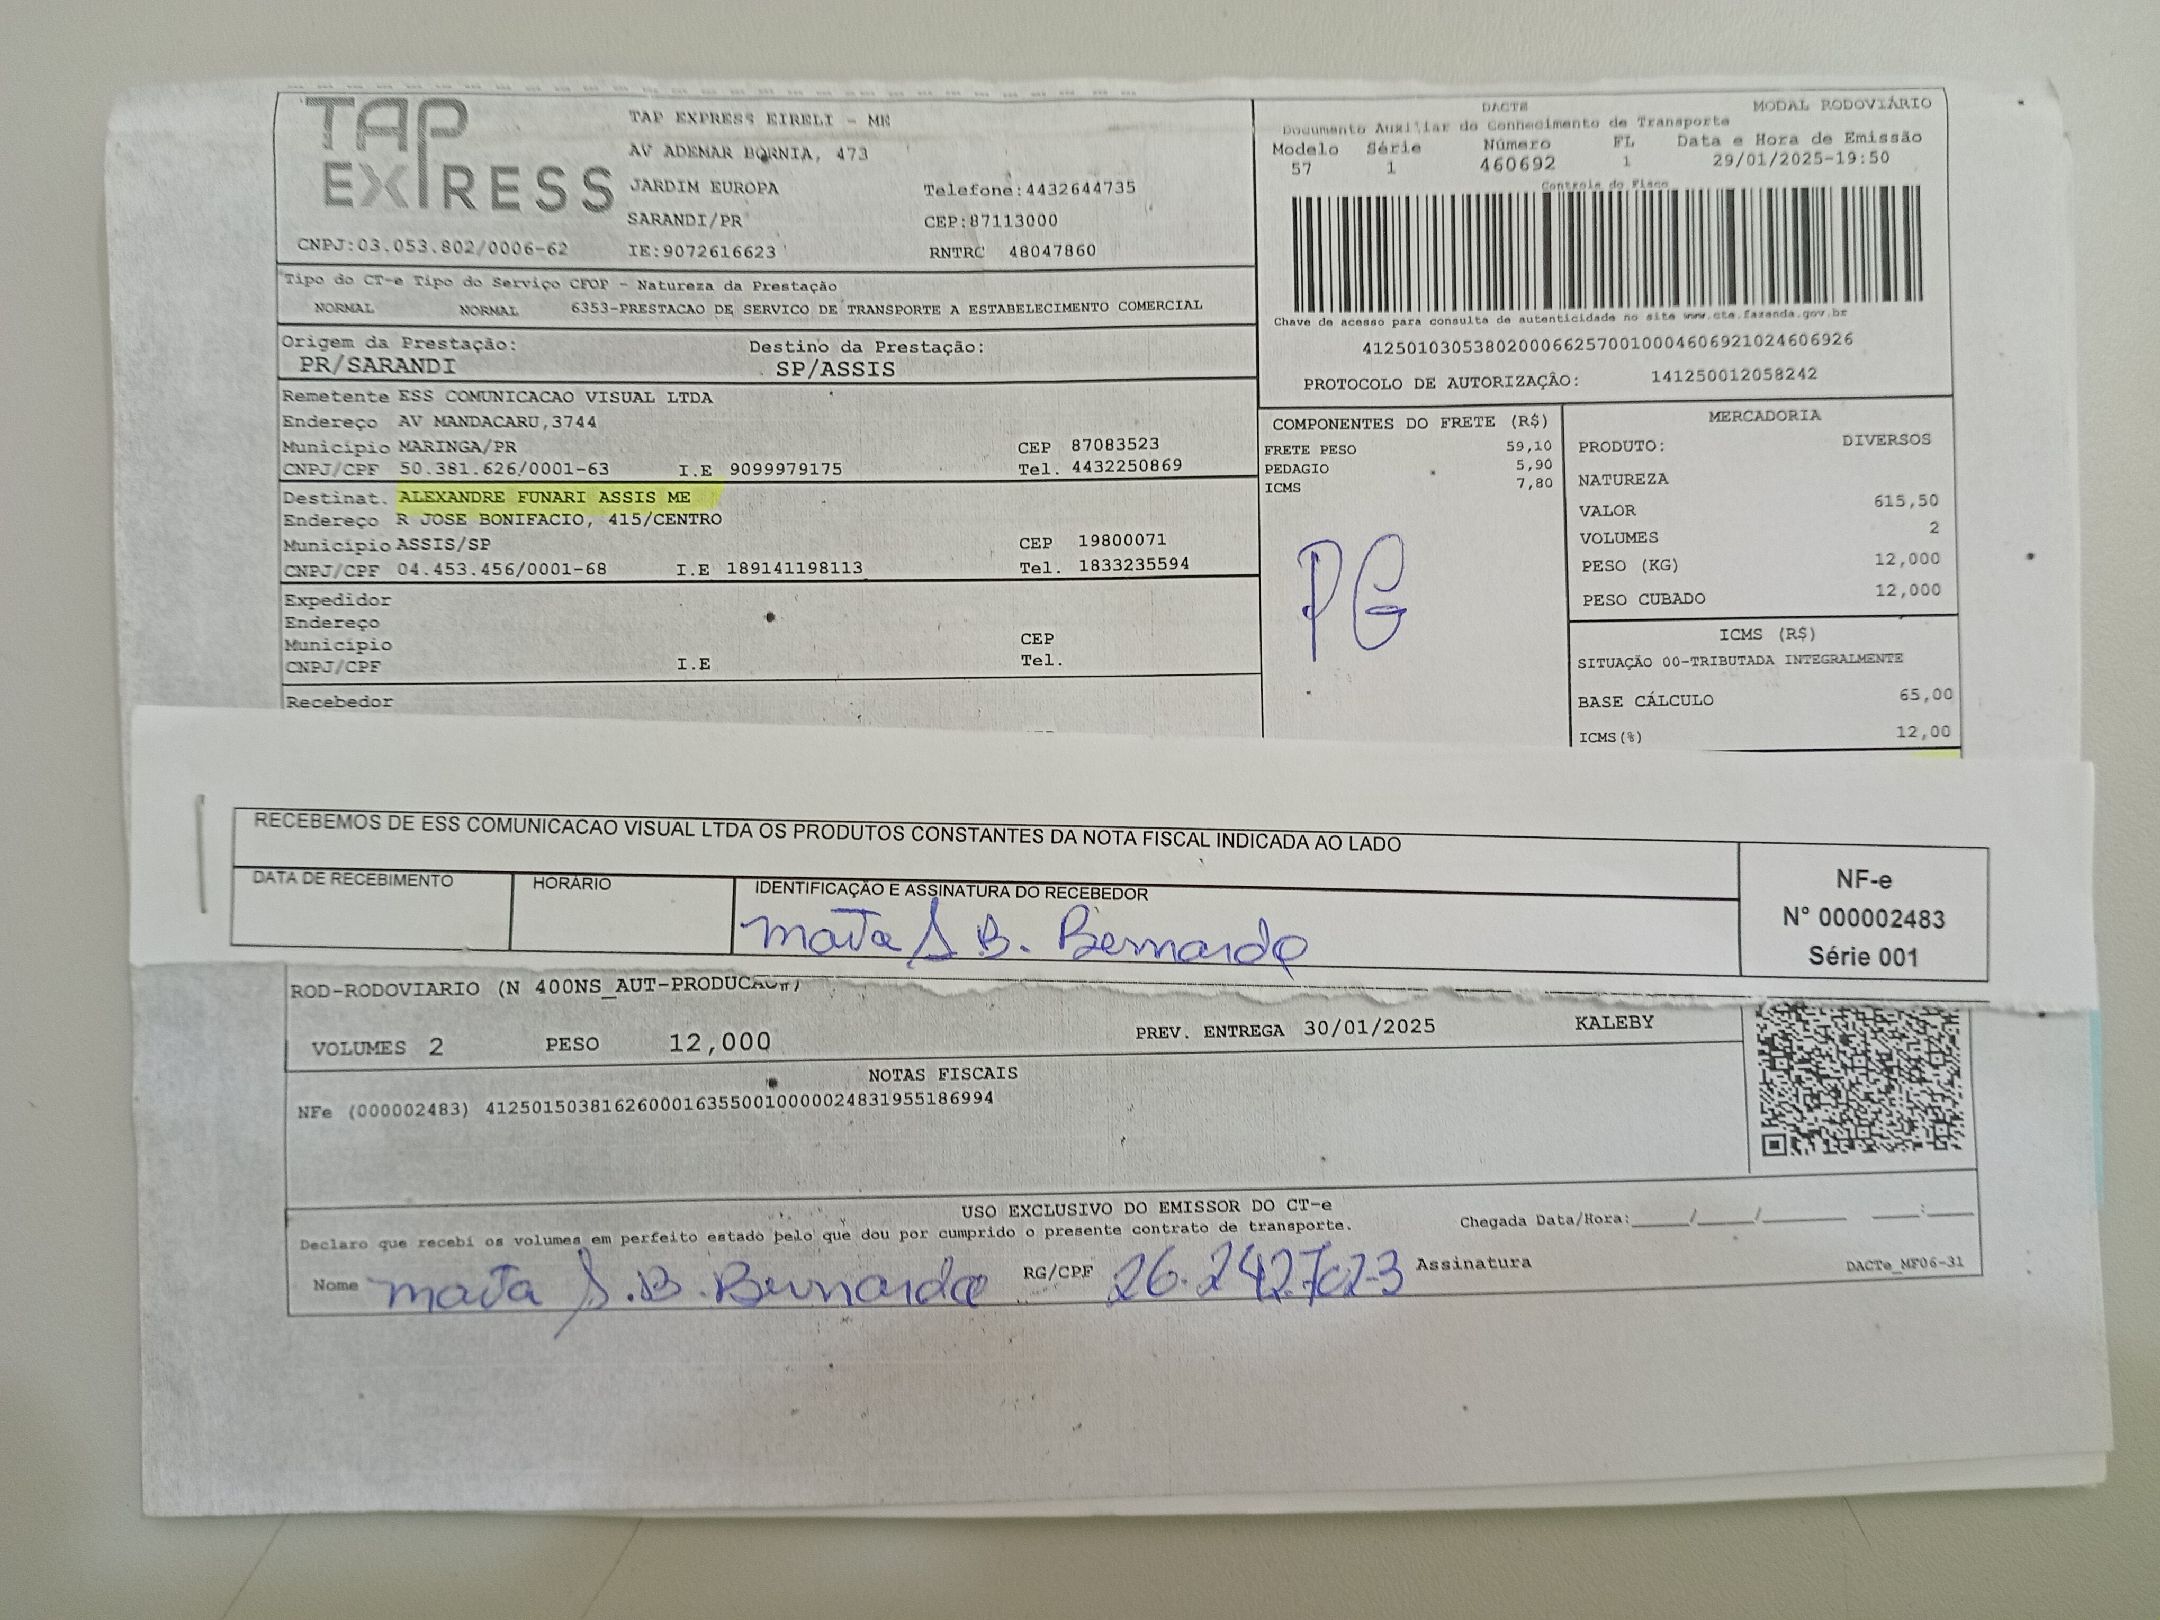 TAP EXPRESS
TAP EXPRESS EIRELI - ME
AV ADEMAR BORNIA, 473
JARDIM EUROPA Telefone:4432644735
SARANDI/PR CEP:87113000
CNPJ:03.053.802/0006-62 IE:9072616623 RNTRC 48047860
DACTE MODAL RODOVIÁRIO
Documento Auxiliar do Conhecimento de Transporte
Modelo Série Número FL Data e Hora de Emissão
57 1 460692 1 29/01/2025-19:50
Controle do Fisco
Chave de acesso para consulta de autenticidade no site www.cte.fazenda.gov.br
41250103053802000662570010004606921024606926
PROTOCOLO DE AUTORIZAÇÃO: 141250012058242
Tipo do CT-e Tipo do Serviço CFOP - Natureza da Prestação
NORMAL NORMAL 6353-PRESTACAO DE SERVICO DE TRANSPORTE A ESTABELECIMENTO COMERCIAL
Origem da Prestação: Destino da Prestação:
PR/SARANDI SP/ASSIS
Remetente ESS COMUNICACAO VISUAL LTDA
Endereço AV MANDACARU,3744
Município MARINGA/PR CEP 87083523
CNPJ/CPF 50.381.626/0001-63 I.E 9099979175 Tel. 4432250869
Destinat. ALEXANDRE FUNARI ASSIS ME
Endereço R JOSE BONIFACIO, 415/CENTRO
Município ASSIS/SP CEP 19800071
CNPJ/CPF 04.453.456/0001-68 I.E 189141198113 Tel. 1833235594
Expedidor
Endereço
Município CEP
CNPJ/CPF I.E Tel.
Recebedor
COMPONENTES DO FRETE (R$)
FRETE PESO 59,10
PEDAGIO 5,90
ICMS 7,80
PG
MERCADORIA
PRODUTO: DIVERSOS
NATUREZA
VALOR 615,50
VOLUMES 2
PESO (KG) 12,000
PESO CUBADO 12,000
ICMS (R$)
SITUAÇÃO 00-TRIBUTADA INTEGRALMENTE
BASE CÁLCULO 65,00
ICMS(%) 12,00
RECEBEMOS DE ESS COMUNICACAO VISUAL LTDA OS PRODUTOS CONSTANTES DA NOTA FISCAL INDICADA AO LADO
DATA DE RECEBIMENTO HORÁRIO IDENTIFICAÇÃO E ASSINATURA DO RECEBEDOR
S. B. Bernardo
NF-e
N° 000002483
Série 001
ROD-RODOVIARIO (N 400NS_AUT-PRODUCAO#)
VOLUMES 2 PESO 12,000 PREV. ENTREGA 30/01/2025 KALEBY
NOTAS FISCAIS
NFe (000002483) 41250150381626000163550010000024831955186994
USO EXCLUSIVO DO EMISSOR DO CT-e
Declaro que recebi os volumes em perfeito estado pelo que dou por cumprido o presente contrato de transporte. Chegada Data/Hora:_____/_____/_______ ____:____
Nome S.B. Bernardo RG/CPF Assinatura DACTe_MF06-31